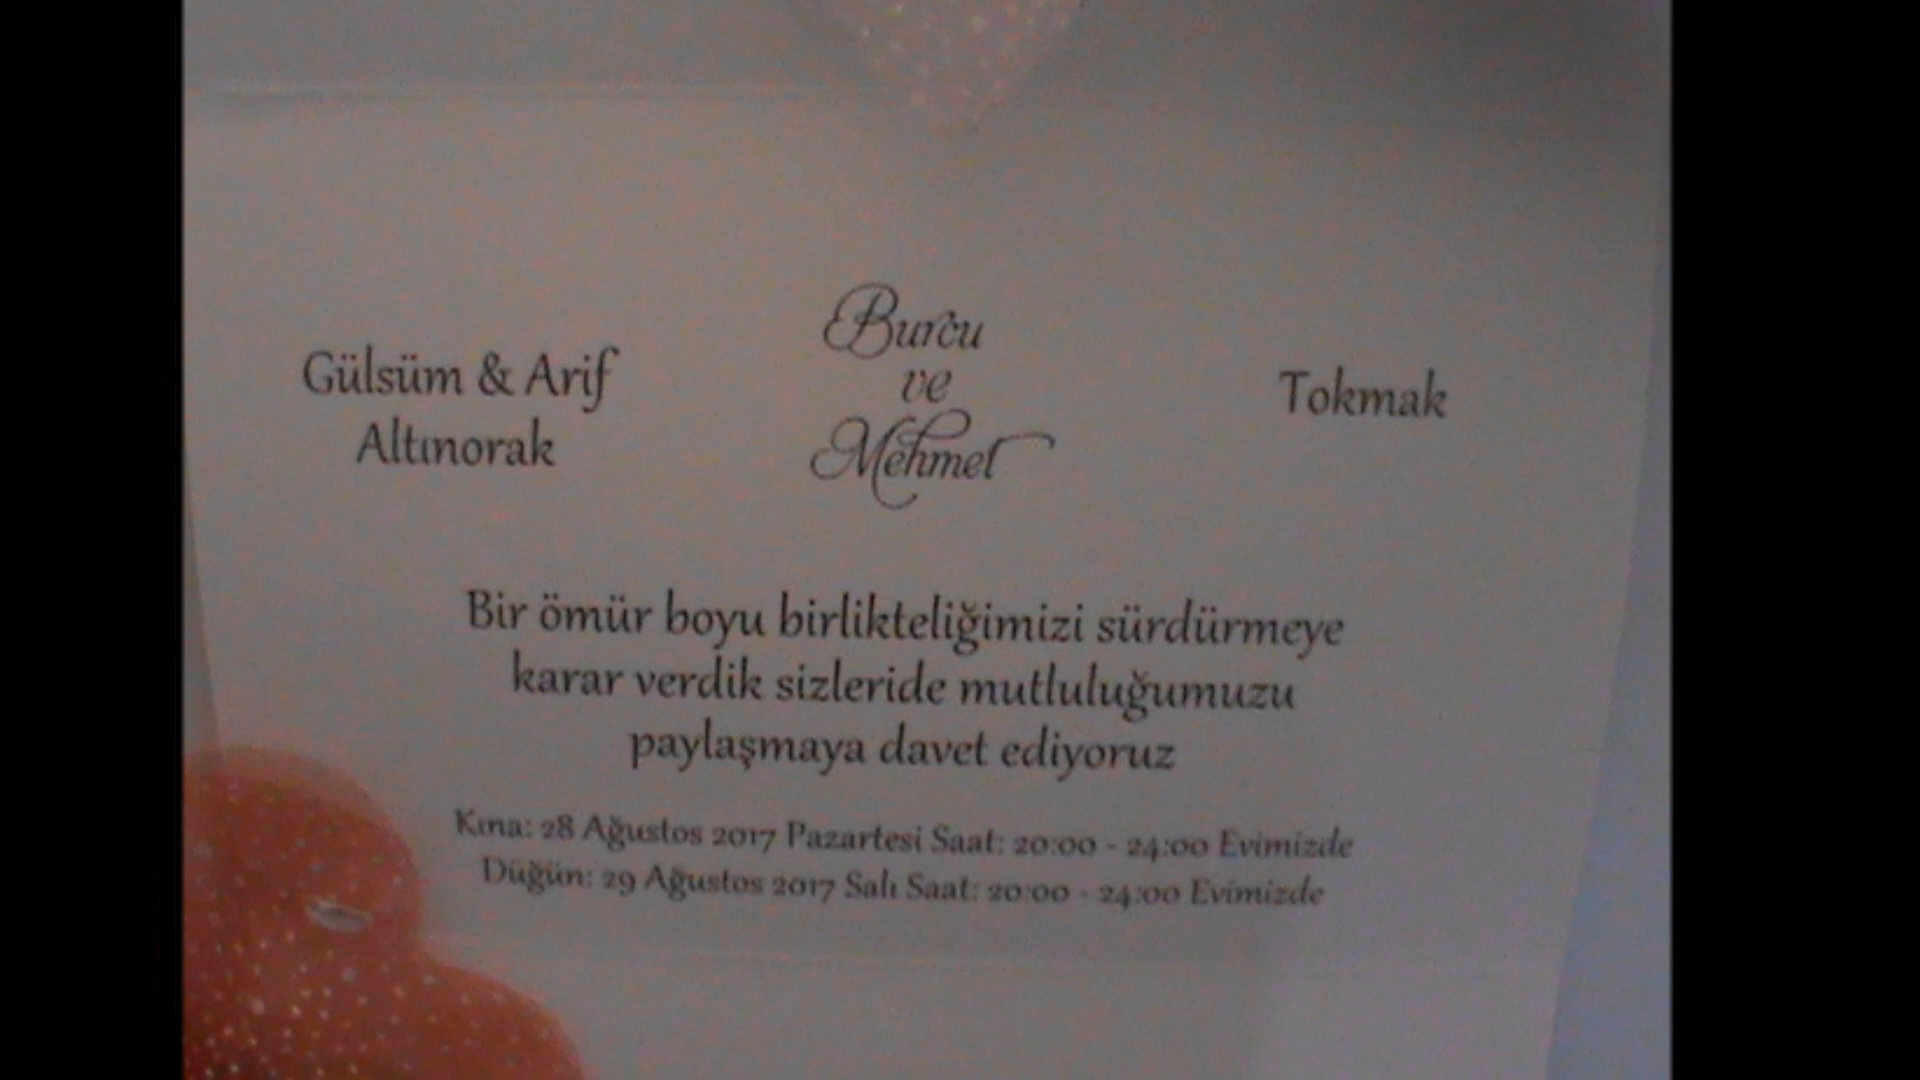 Gülsüm & Arif
Altınorak
Burcu
ve
Mehmet
Tokmak
Bir ömür boyu birlikteliğimizi sürdürmeye
karar verdik sizleride mutluluğumuzu
paylaşmaya davet ediyoruz
Kına: 28 Ağustos 2017 Pazartesi Saat: 20:00 - 24:00 Evimizde
Düğün: 29 Ağustos 2017 Salı Saat: 20:00 - 24:00 Evimizde